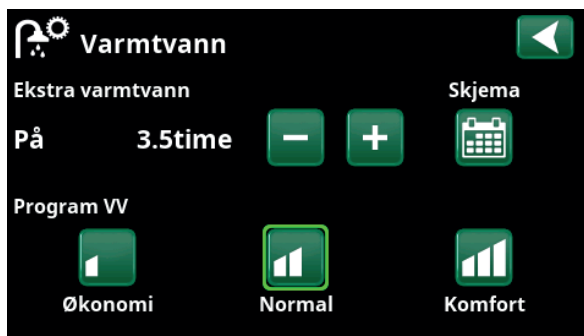 Varmtvann
Ekstra varmtvann Skjema
På 3.5time
Program VV
Økonomi Normal Komfort